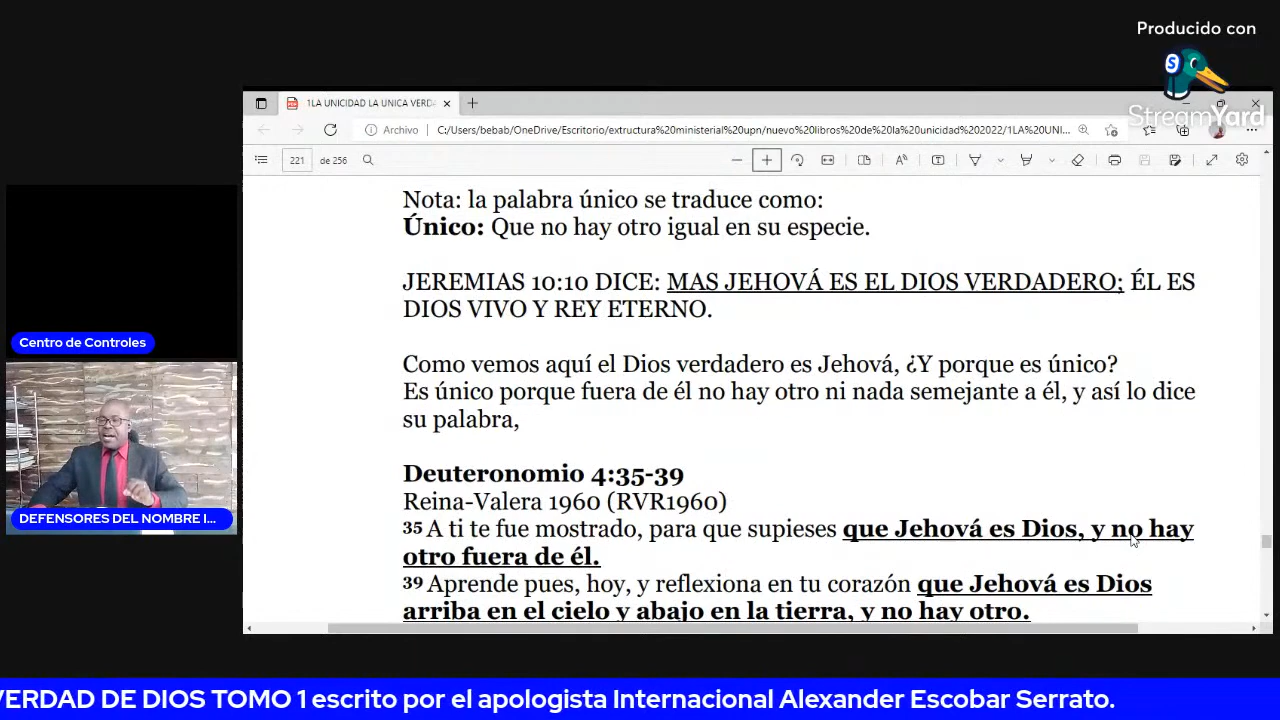 Producido con
StreamYard
1LA UNICIDAD LA UNICA VERD
Archivo
C:/Users/bebab/OneDrive/Escritorio/extructura%20ministerial%20upn/nuevo%20libros%20de%20la%20unicidad%202022/1LA%20UNI...
221 de 256
Nota: la palabra único se traduce como:
Único: Que no hay otro igual en su especie.
JEREMIAS 10:10 DICE: MAS JEHOVÁ ES EL DIOS VERDADERO; ÉL ES
DIOS VIVO Y REY ETERNO.
Como vemos aquí el Dios verdadero es Jehová, ¿Y porque es único?
Es único porque fuera de él no hay otro ni nada semejante a él, y así lo dice
su palabra,
Deuteronomio 4:35-39
Reina-Valera 1960 (RVR1960)
35 A ti te fue mostrado, para que supieses que Jehová es Dios, y no hay
otro fuera de él.
39 Aprende pues, hoy, y reflexiona en tu corazón que Jehová es Dios
arriba en el cielo y abajo en la tierra, y no hay otro.
Centro de Controles
DEFENSORES DEL NOMBRE I...
VERDAD DE DIOS TOMO 1 escrito por el apologista Internacional Alexander Escobar Serrato.